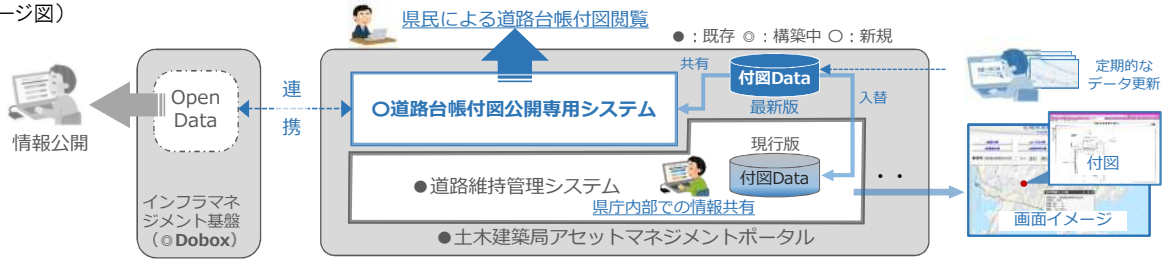 ージ図)
県民による道路台帳付図閲覧
●:既存 ◎:構築中 〇:新規
共有
付図Data
最新版
入替
定期的な
データ更新
Open
Data
連
携
〇道路台帳付図公開専用システム
情報公開
現行版
付図Data
●道路維持管理システム
県庁内部での情報共有
・・
付図
画面イメージ
インフラマネ
ジメント基盤
(◎Dobox)
●土木建築局アセットマネジメントポータル